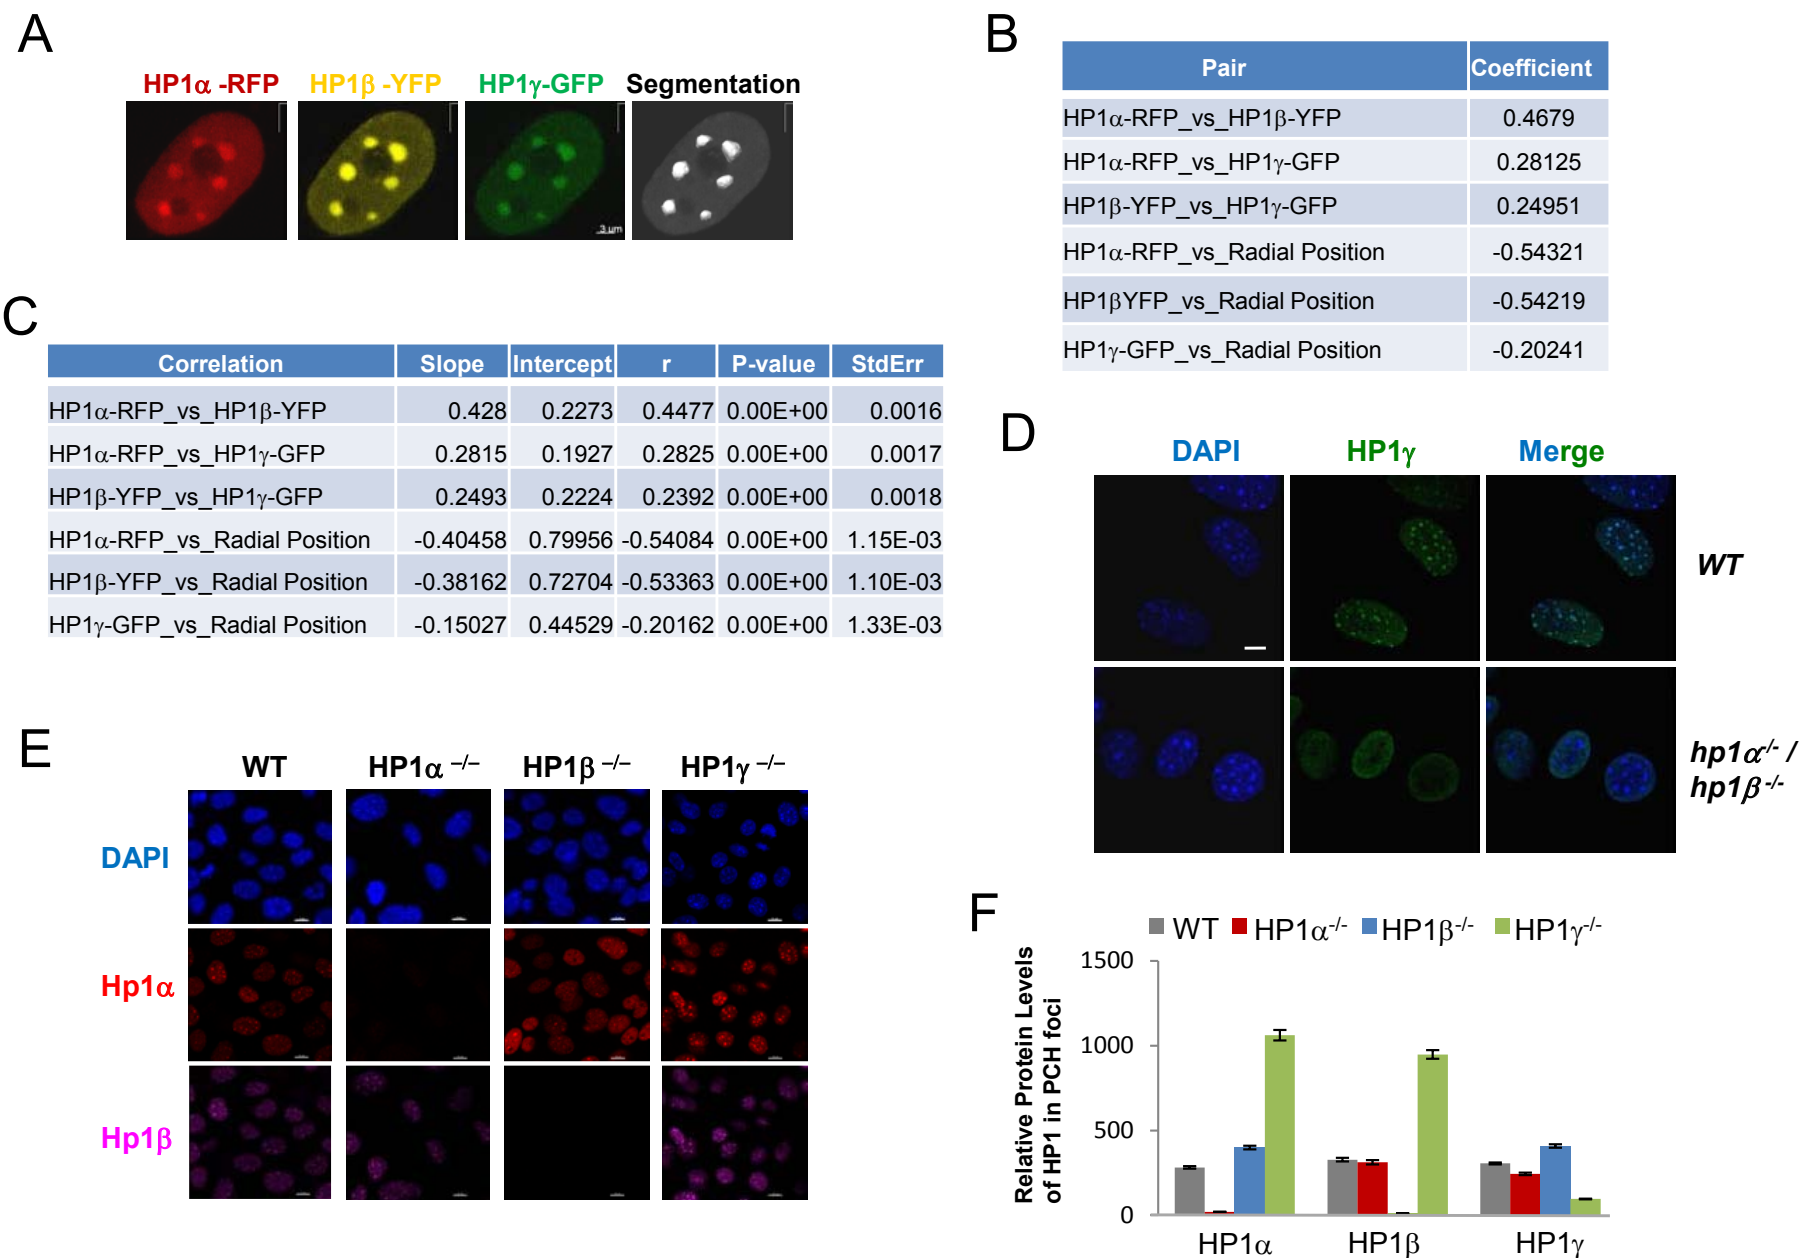 A
HP1α -RFP HP1β -YFP HP1γ-GFP Segmentation
3 µm
B
Pair Coefficient
HP1α-RFP_vs_HP1β-YFP 0.4679
HP1α-RFP_vs_HP1γ-GFP 0.28125
HP1β-YFP_vs_HP1γ-GFP 0.24951
HP1α-RFP_vs_Radial Position -0.54321
HP1βYFP_vs_Radial Position -0.54219
HP1γ-GFP_vs_Radial Position -0.20241
C
Correlation Slope Intercept r P-value StdErr
HP1α-RFP_vs_HP1β-YFP 0.428 0.2273 0.4477 0.00E+00 0.0016
HP1α-RFP_vs_HP1γ-GFP 0.2815 0.1927 0.2825 0.00E+00 0.0017
HP1β-YFP_vs_HP1γ-GFP 0.2493 0.2224 0.2392 0.00E+00 0.0018
HP1α-RFP_vs_Radial Position -0.40458 0.79956 -0.54084 0.00E+00 1.15E-03
HP1β-YFP_vs_Radial Position -0.38162 0.72704 -0.53363 0.00E+00 1.10E-03
HP1γ-GFP_vs_Radial Position -0.15027 0.44529 -0.20162 0.00E+00 1.33E-03
D
DAPI HP1γ Merge
WT
hp1α-/- /
hp1β-/-
E
WT HP1α –/– HP1β –/– HP1γ –/–
DAPI
Hp1α
Hp1β
F
WT HP1α-/- HP1β-/- HP1γ-/-
Relative Protein Levels
of HP1 in PCH foci
1500
1000
500
0
HP1α HP1β HP1γ